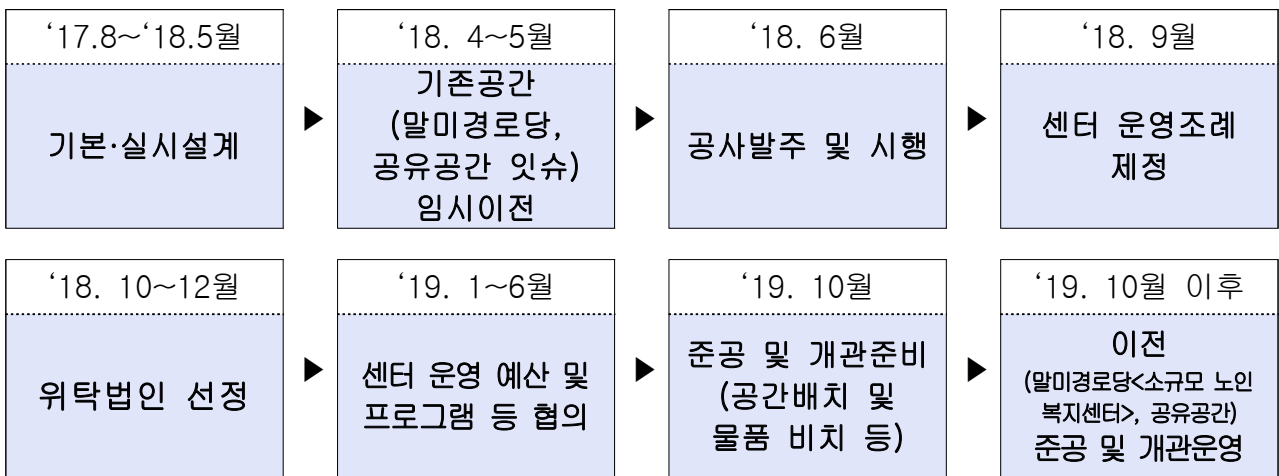 ‘17.8~‘18.5월
기본·실시설계
▶
‘18. 4~5월
기존공간
(말미경로당,
공유공간 잇슈)
임시이전
▶
‘18. 6월
공사발주 및 시행
▶
‘18. 9월
센터 운영조례
제정
‘18. 10~12월
위탁법인 선정
▶
‘19. 1~6월
센터 운영 예산 및
프로그램 등 협의
▶
‘19. 10월
준공 및 개관준비
(공간배치 및
물품 비치 등)
▶
‘19. 10월 이후
이전
(말미경로당<소규모 노인
복지센터>, 공유공간)
준공 및 개관운영